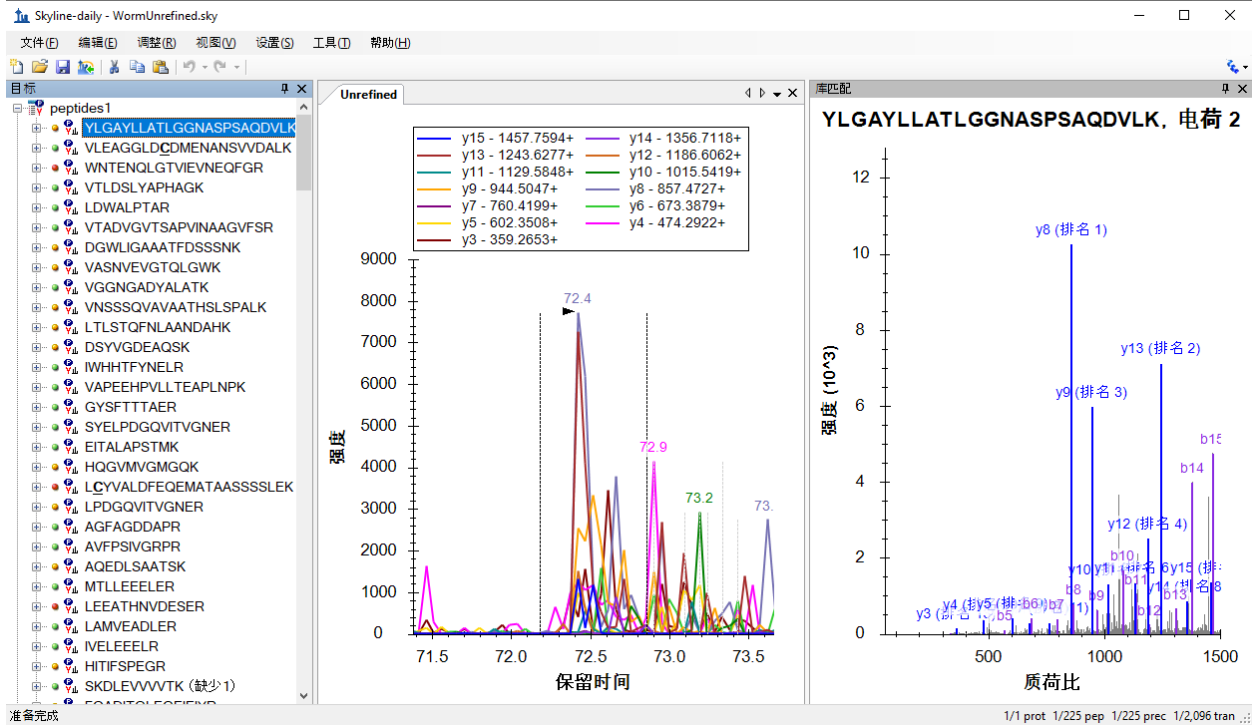 Skyline-daily - WormUnrefined.sky
文件(F) 编辑(E) 调整(R) 视图(V) 设置(S) 工具(T) 帮助(H)
目标
peptides1
YLGAYLLATLGGNASPSAQDVLK
VLEAGGLDCDMENANSVVDALK
WNTENQLGTVIEVNEQFGR
VTLDSLYAPHAGK
LDWALPTAR
VTADVGVTSAPVINAAGVFSR
DGWLIGAAATFDSSSNK
VASNVEVGTQLGWK
VGGNGADYALATK
VNSSSQVAVAATHSLSPALK
LTLSTQFNLAANDAHK
DSYVGDEAQSK
IWHHTFYNELR
VAPEEHPVLLTEAPLNPK
GYSFTTTAER
SYELPDGQVITVGNER
EITALAPSTMK
HQGVMVGMGQK
LCYVALDFEQEMATAASSSSLEK
LPDGQVITVGNER
AGFAGDDAPR
AVFPSIVGRPR
AQEDLSAATSK
MTLLEEELER
LEEATHNVDESER
LAMVEADLER
IVELEEELR
HITIFSPEGR
SKDLEVVVVTK (缺少1)
Unrefined
y15 - 1457.7594+ y14 - 1356.7118+
y13 - 1243.6277+ y12 - 1186.6062+
y11 - 1129.5848+ y10 - 1015.5419+
y9 - 944.5047+ y8 - 857.4727+
y7 - 760.4199+ y6 - 673.3879+
y5 - 602.3508+ y4 - 474.2922+
y3 - 359.2653+
9000
8000
7000
6000
5000
4000
3000
2000
1000
0
强度
72.4
72.9
73.2
73.
71.5 72.0 72.5 73.0 73.5
保留时间
库匹配
YLGAYLLATLGGNASPSAQDVLK, 电荷 2
12
10
8
6
4
2
0
强度 (10^3)
y8 (排名 1)
y13 (排名 2)
y9 (排名 3)
b15
b14
y12 (排名 4)
b10
b11
b8
b9
b13
b12
b5
b6
b7
500 1000 1500
质荷比
准备完成
1/1 prot 1/225 pep 1/225 prec 1/2,096 tran